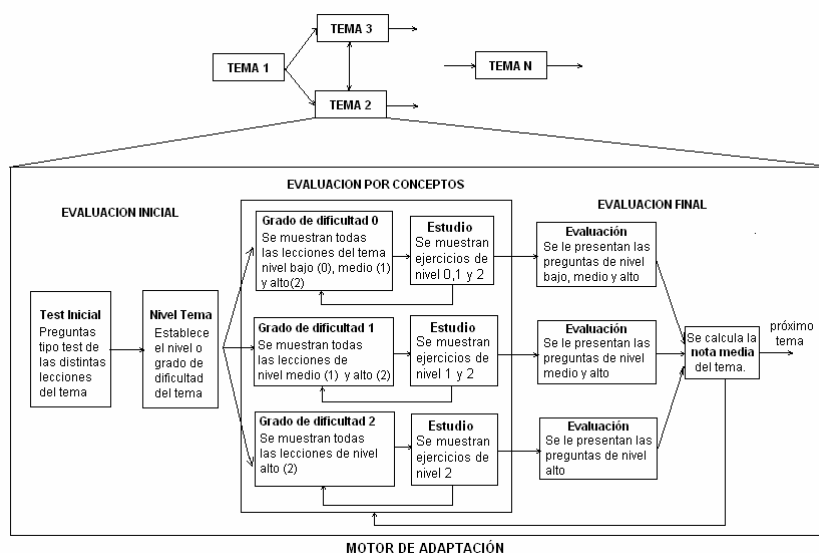 TEMA 3
TEMA 1
TEMA N
TEMA 2
EVALUACION POR CONCEPTOS
EVALUACION INICIAL
EVALUACION FINAL
Test Inicial
Preguntas
tipo test de
las distintas
lecciones del
tema
Nivel Tema
Establece
el nivel o
grado de
dificultad
del tema
Grado de dificultad 0
Se muestran todas
las lecciones del tema
nivel bajo (0), medio (1)
y alto(2)
Estudio
Se muestran
ejercicios de
nivel 0,1 y 2
Evaluación
Se le presentan las
preguntas de nivel
bajo, medio y alto
Grado de dificultad 1
Se muestran todas
las lecciones de
nivel medio (1) y alto (2)
Estudio
Se muestran
ejercicios de
nivel 1 y 2
Evaluación
Se le presentan las
preguntas de nivel
medio y alto
Grado de dificultad 2
Se muestran todas
las lecciones de nivel
alto (2)
Estudio
Se muestran
ejercicios de
nivel 2
Evaluación
Se le presentan las
preguntas de nivel
alto
Se calcula la
nota media
del tema.
próximo
tema
MOTOR DE ADAPTACIÓN